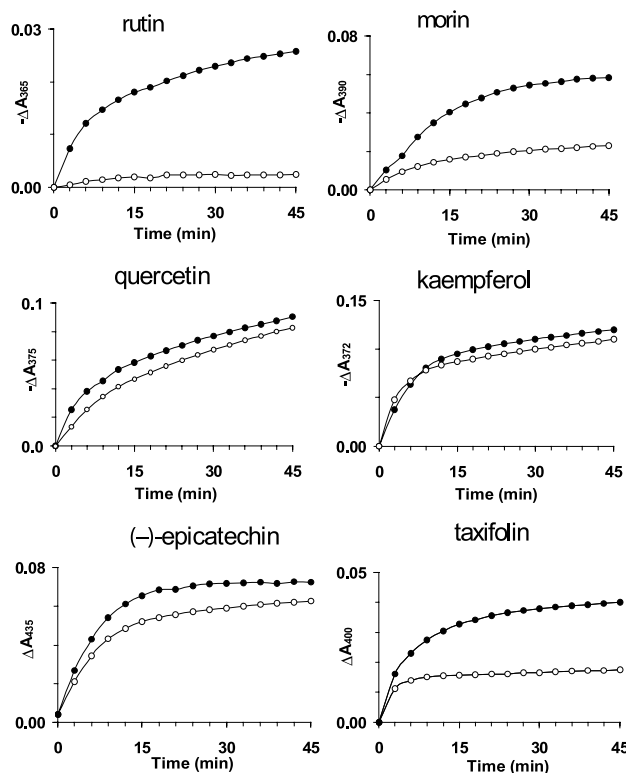 rutin
0.03
-ΔA365
0.00
0 15 30 45
Time (min)
morin
0.08
-ΔA390
0.00
0 15 30 45
Time (min)
quercetin
0.1
-ΔA375
0.0
0 15 30 45
Time (min)
kaempferol
0.15
-ΔA372
0.00
0 15 30 45
Time (min)
(–)-epicatechin
0.08
ΔA435
0.00
0 15 30 45
Time (min)
taxifolin
0.05
ΔA400
0.00
0 15 30 45
Time (min)